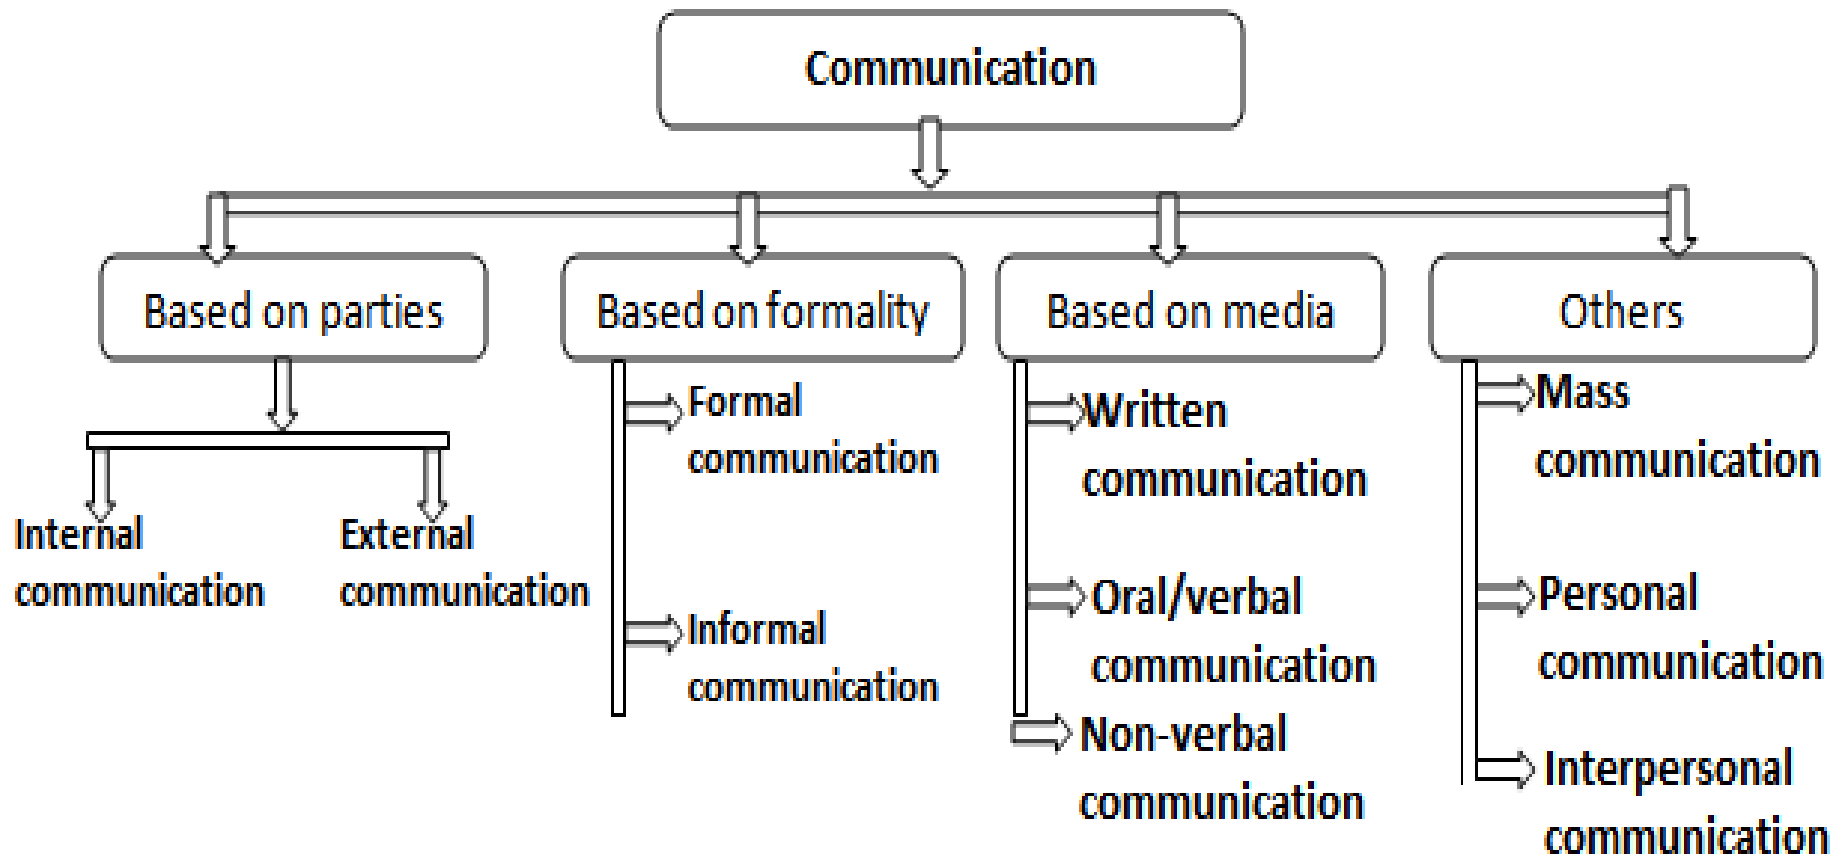 Communication
Based on parties
Based on formality
Based on media
Others
Internal
communication
External
communication
Formal
communication
Informal
communication
Written
communication
Oral/verbal
communication
Non-verbal
communication
Mass
communication
Personal
communication
Interpersonal
communication